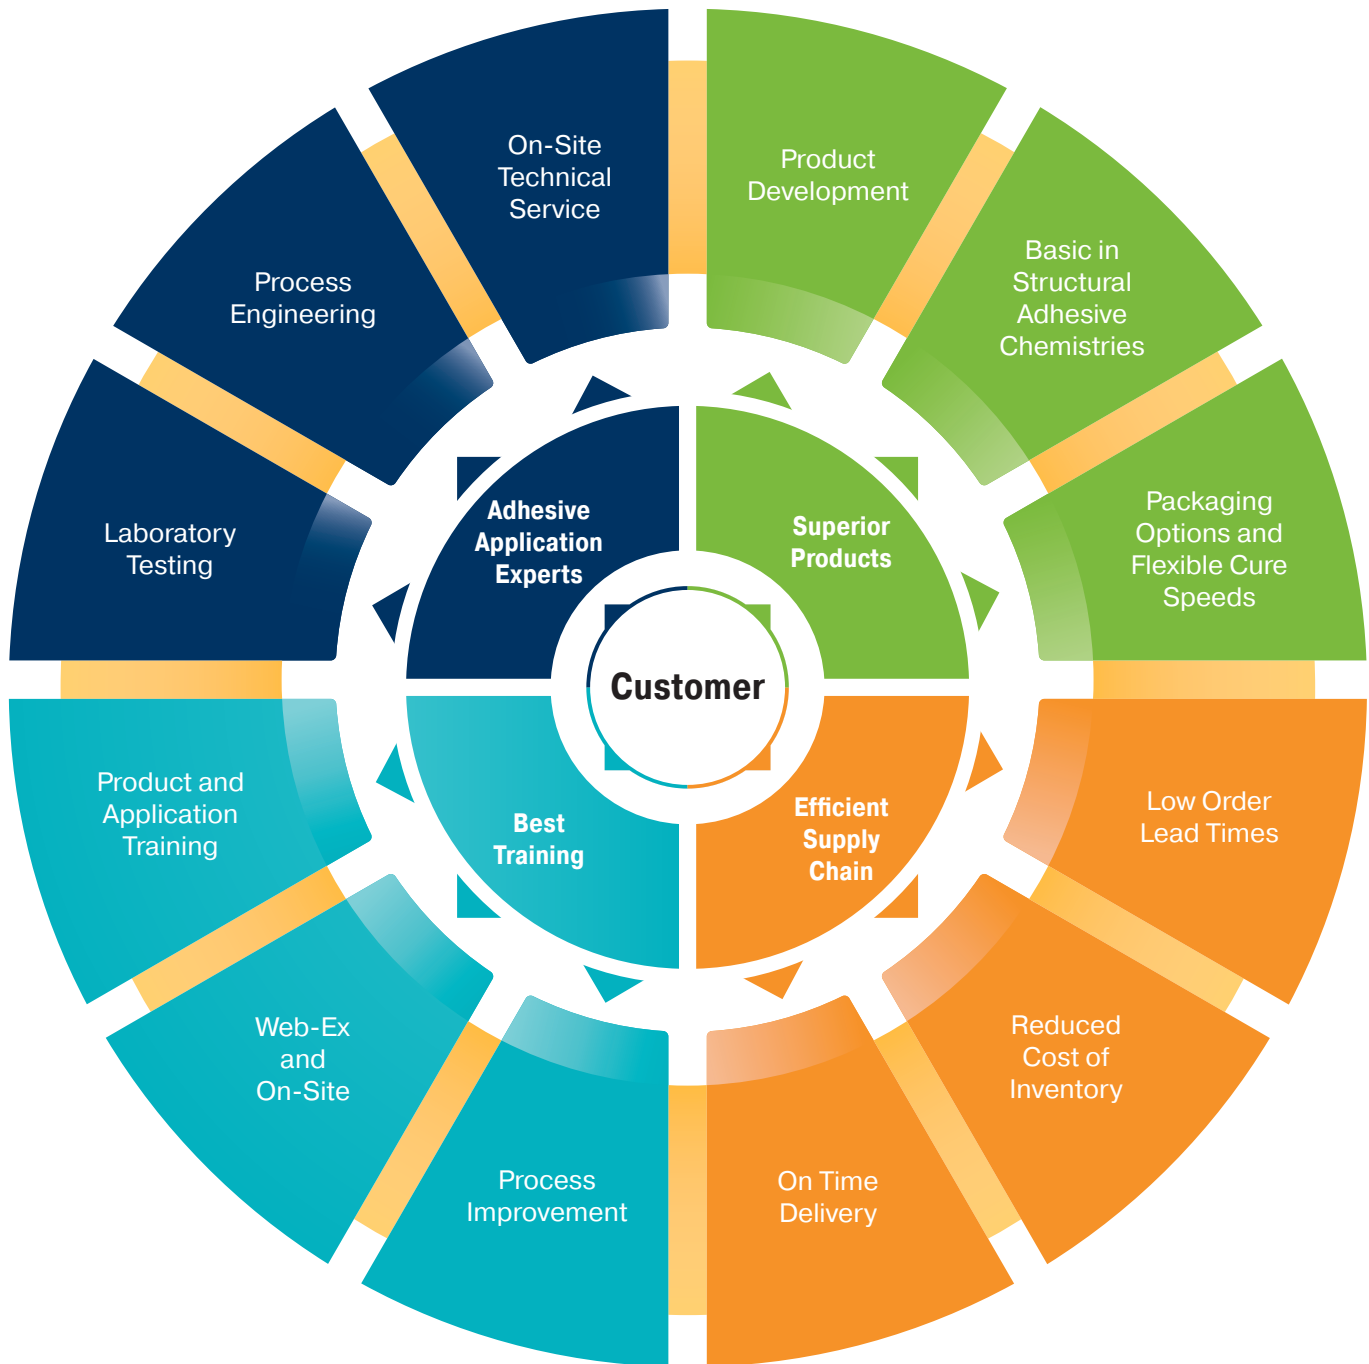 On-Site
Technical
Service
Product
Development
Basic in
Structural
Adhesive
Chemistries
Packaging
Options and
Flexible Cure
Speeds
Low Order
Lead Times
Reduced
Cost of
Inventory
On Time
Delivery
Process
Improvement
Web-Ex
and
On-Site
Product and
Application
Training
Laboratory
Testing
Process
Engineering
Adhesive
Application
Experts
Superior
Products
Efficient
Supply
Chain
Best
Training
Customer